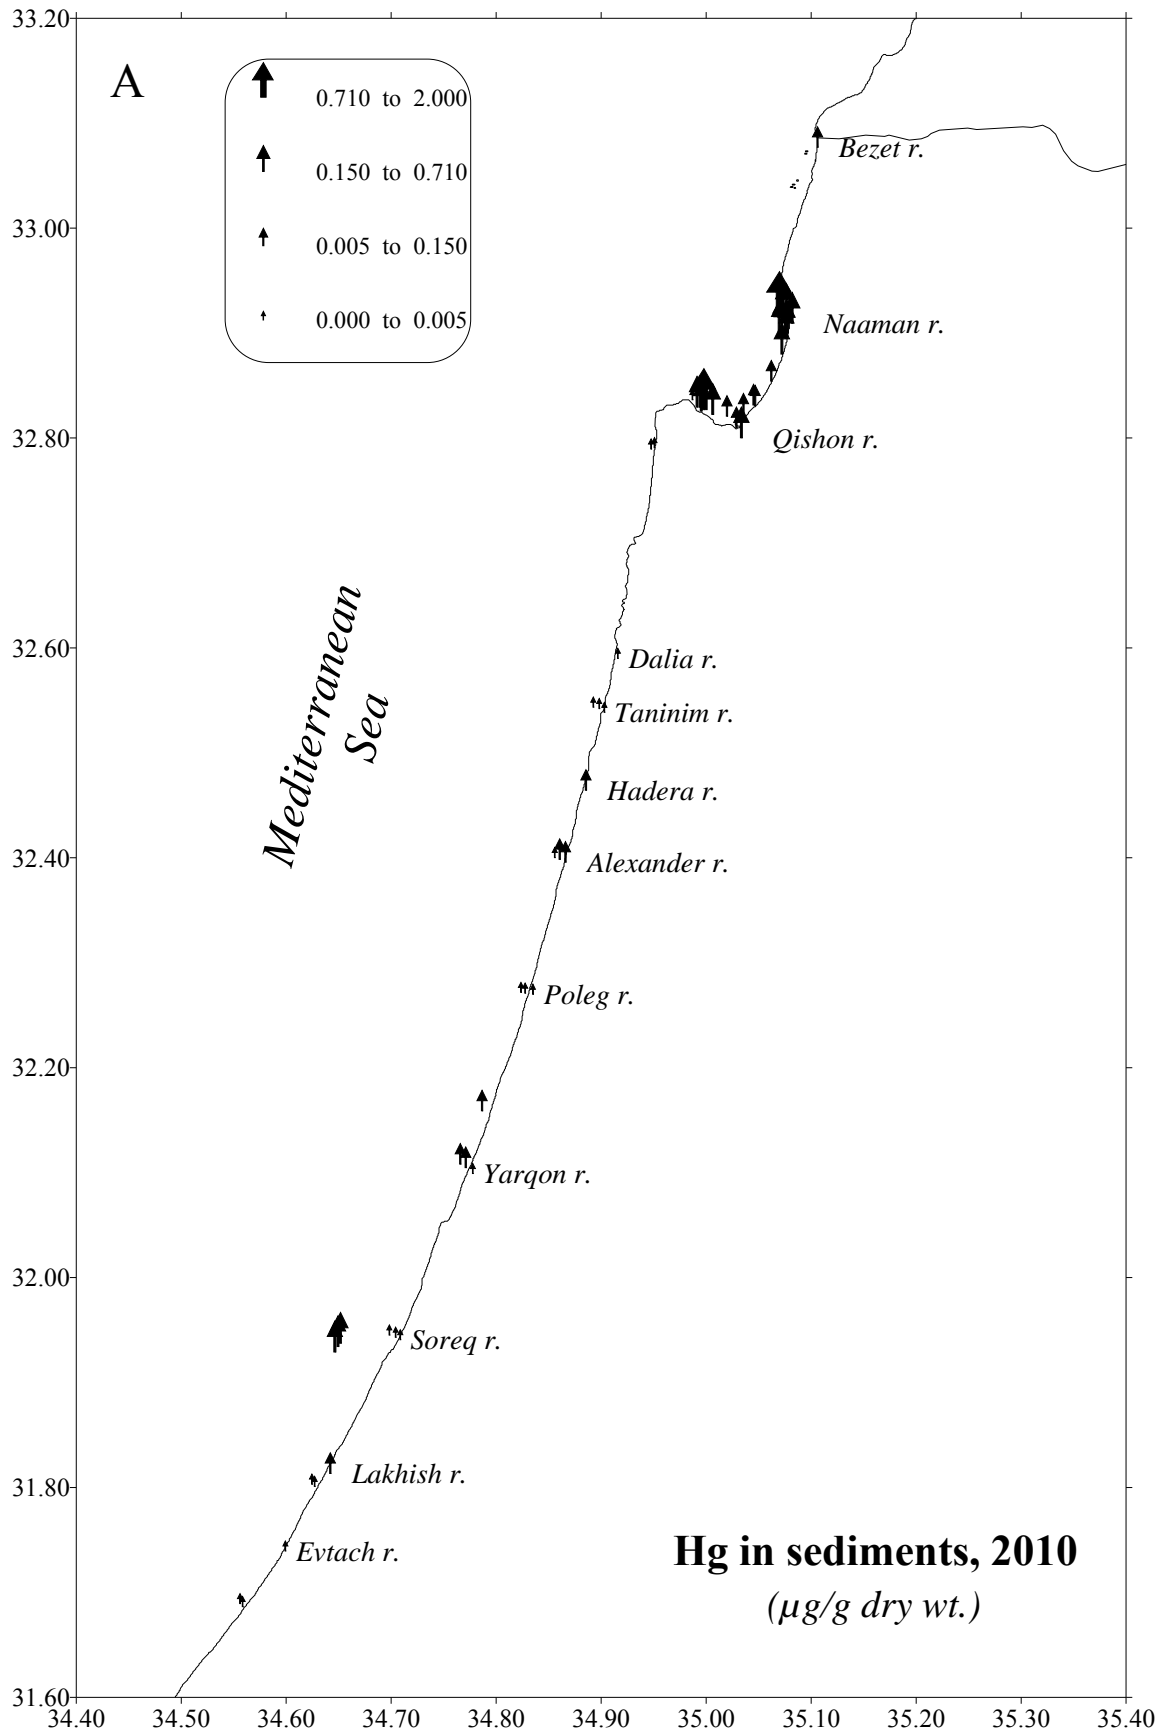 33.20
A
0.710 to 2.000
0.150 to 0.710
0.005 to 0.150
0.000 to 0.005
Bezet r.
33.00
Naaman r.
32.80
Qishon r.
Mediterranean
Sea
32.60
Dalia r.
Taninim r.
Hadera r.
32.40
Alexander r.
Poleg r.
32.20
Yarqon r.
32.00
Soreq r.
31.80
Lakhish r.
Evtach r.
Hg in sediments, 2010
(µg/g dry wt.)
31.60
34.40 34.50 34.60 34.70 34.80 34.90 35.00 35.10 35.20 35.30 35.40